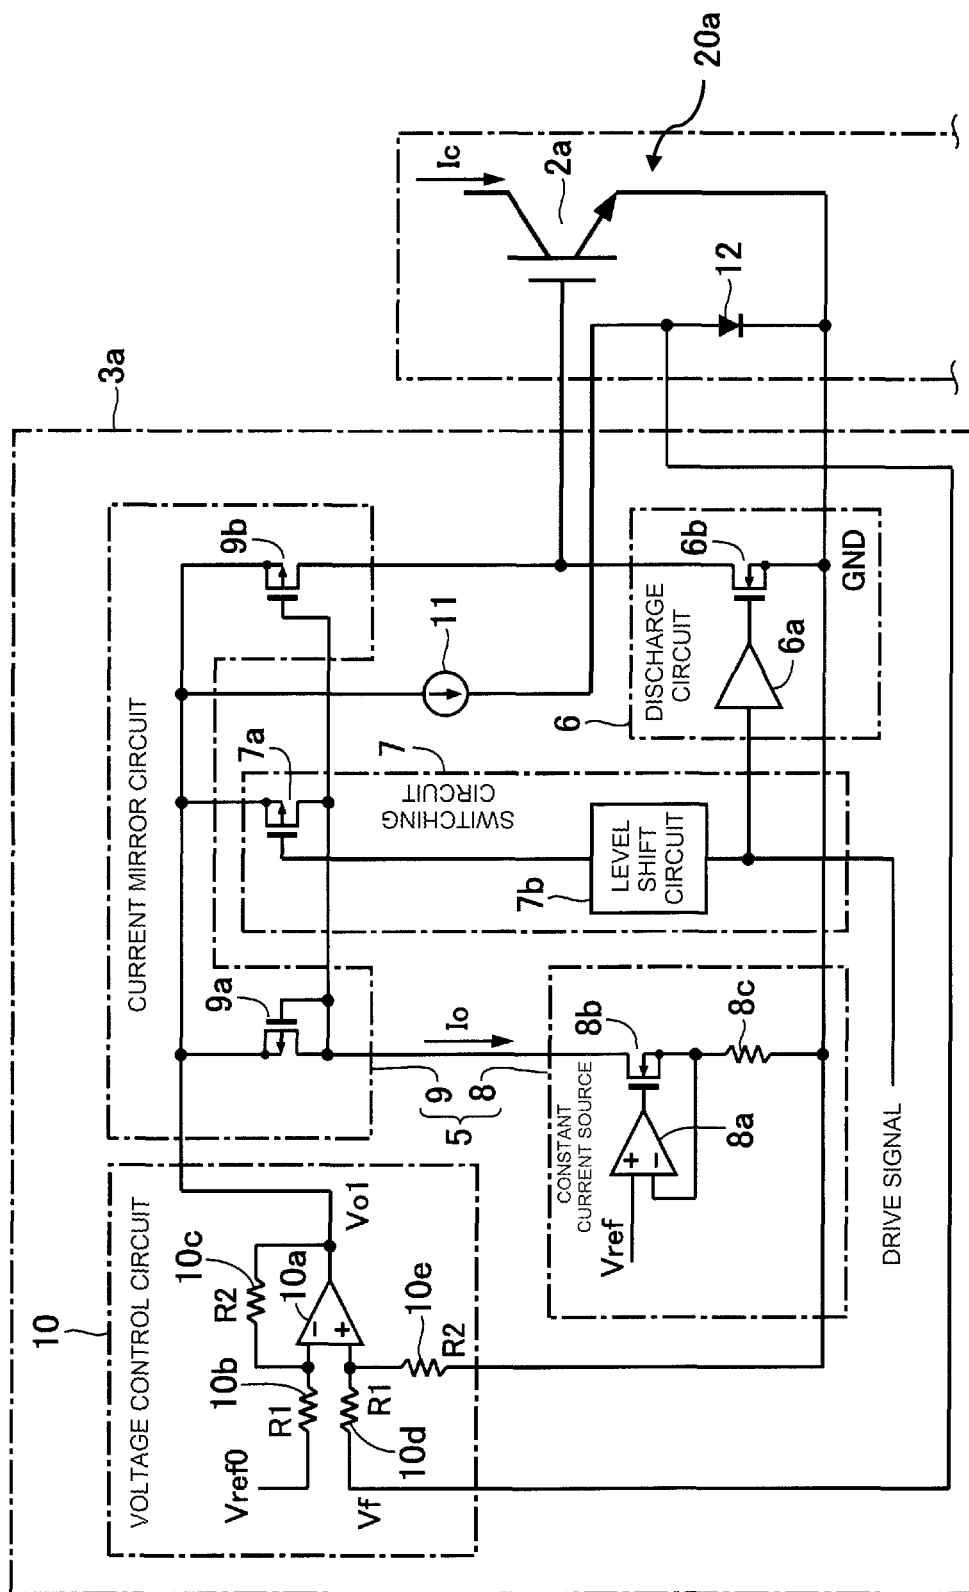 3a
10
VOLTAGE CONTROL CIRCUIT
Vref0
R1
10b
R2
10c
10a
−
+
Vo1
Vf
R1
10d
R2
10e
CURRENT MIRROR CIRCUIT
9a
7a
9b
11
Io
9
5
8
7
SWITCHING
CIRCUIT
7b
LEVEL
SHIFT
CIRCUIT
CONSTANT
CURRENT SOURCE
Vref
+
−
8a
8b
8c
DRIVE SIGNAL
6
DISCHARGE
CIRCUIT
6a
6b
GND
Ic
2a
12
20a